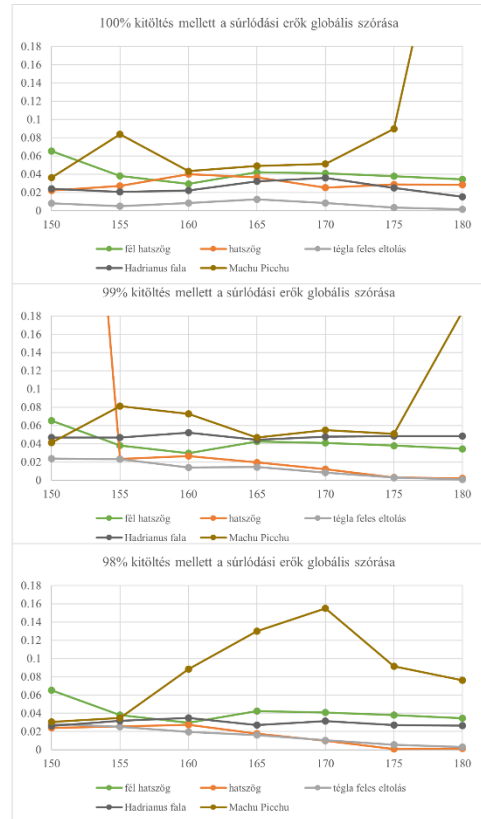 100% kitöltés mellett a súrlódási erők globális szórása
0.18
0.16
0.14
0.12
0.1
0.08
0.06
0.04
0.02
0
150 155 160 165 170 175 180
fél hatszög hatszög tégla feles eltolás
Hadrianus fala Machu Picchu
99% kitöltés mellett a súrlódási erők globális szórása
0.18
0.16
0.14
0.12
0.1
0.08
0.06
0.04
0.02
0
150 155 160 165 170 175 180
fél hatszög hatszög tégla feles eltolás
Hadrianus fala Machu Picchu
98% kitöltés mellett a súrlódási erők globális szórása
0.18
0.16
0.14
0.12
0.1
0.08
0.06
0.04
0.02
0
150 155 160 165 170 175 180
fél hatszög hatszög tégla feles eltolás
Hadrianus fala Machu Picchu